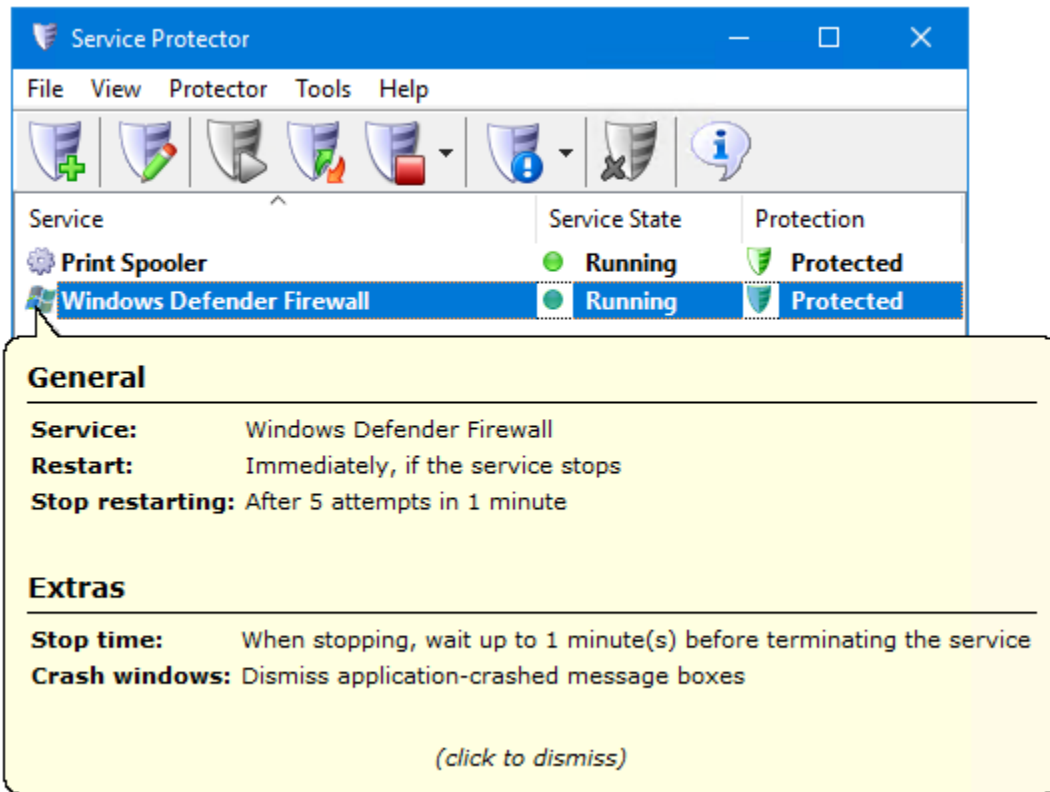 Service Protector
File View Protector Tools Help
Service Service State Protection
Print Spooler Running Protected
Windows Defender Firewall Running Protected
General
Service: Windows Defender Firewall
Restart: Immediately, if the service stops
Stop restarting: After 5 attempts in 1 minute
Extras
Stop time: When stopping, wait up to 1 minute(s) before terminating the service
Crash windows: Dismiss application-crashed message boxes
(click to dismiss)